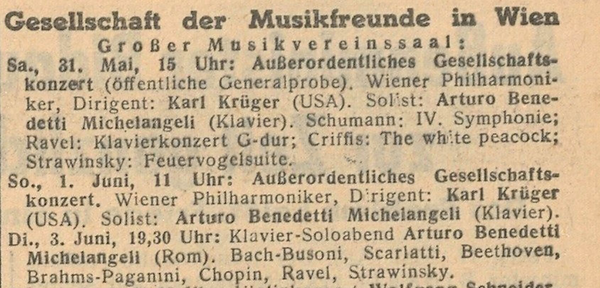 Gesellschaft der Musikfreunde in Wien
Großer Musikvereinssaal:
Sa., 31. Mai, 15 Uhr: Außerordentliches Gesellschafts-
konzert (öffentliche Generalprobe). Wiener Philharmoni-
ker, Dirigent: Karl Krüger (USA). Solist: Arturo Bene-
detti Michelangeli (Klavier). Schumann: IV. Symphonie;
Ravel: Klavierkonzert G-dur; Criffis: The white peacock;
Strawinsky: Feuervogelsuite.
So., 1. Juni, 11 Uhr: Außerordentliches Gesellschafts-
konzert. Wiener Philharmoniker, Dirigent: Karl Krüger
(USA). Solist: Arturo Benedetti Michelangeli (Klavier).
Di., 3. Juni, 19,30 Uhr: Klavier-Soloabend Arturo Benedetti
Michelangeli (Rom). Bach-Busoni, Scarlatti, Beethoven,
Brahms-Paganini, Chopin, Ravel, Strawinsky.